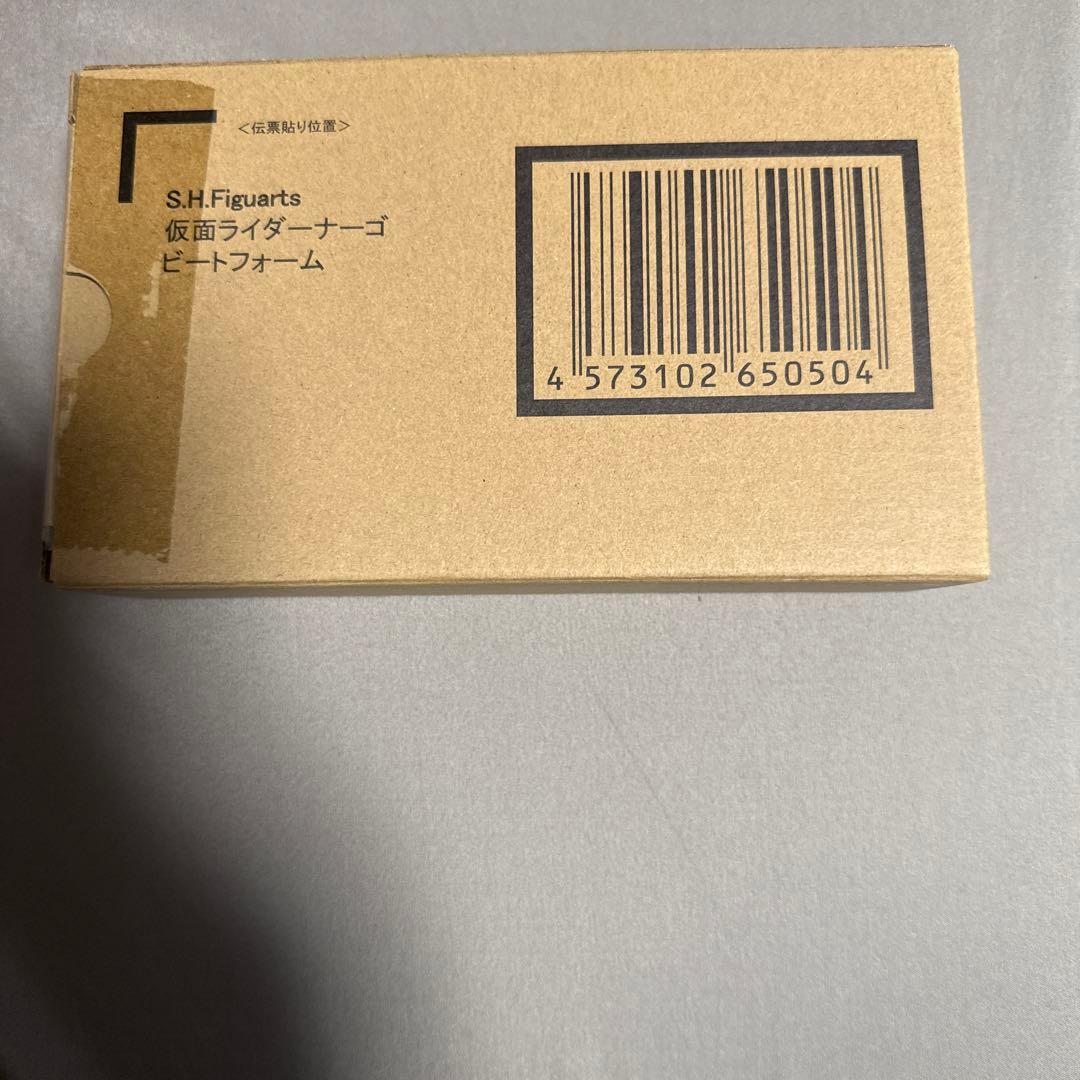 ＜伝票貼り位置＞
S.H.Figuarts
仮面ライダーナーゴ
ビートフォーム
4 573102 650504